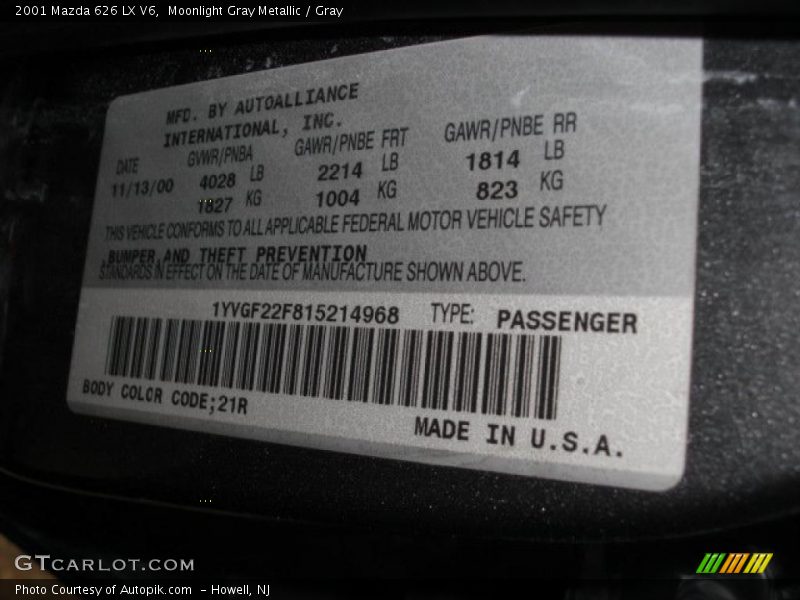 2001 Mazda 626 LX V6,  Moonlight Gray Metallic / Gray
MFD. BY AUTOALLIANCE
INTERNATIONAL, INC.
DATE GVWR/PNBA GAWR/PNBE FRT GAWR/PNBE RR
11/13/00 4028 LB 2214 LB 1814 LB
1827 KG 1004 KG 823 KG
THIS VEHICLE CONFORMS TO ALL APPLICABLE FEDERAL MOTOR VEHICLE SAFETY
,BUMPER,AND THEFT PREVENTION
STANDARDS IN EFFECT ON THE DATE OF MANUFACTURE SHOWN ABOVE.
1YVGF22F815214968 TYPE: PASSENGER
BODY COLOR CODE;21R
MADE IN U.S.A.
GTCARLOT.COM
Photo Courtesy of Autopik.com  - Howell, NJ